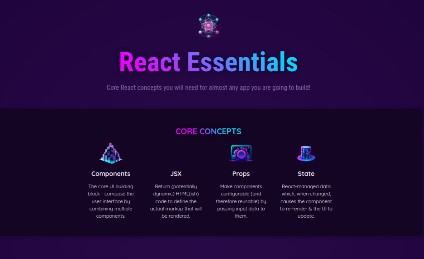 React Essentials
Core React concepts you will need for almost any app you are going to build!
CORE CONCEPTS
Components
The core UI building
block - compose the
user interface by
combining multiple
components.
JSX
Return (potentially
dynamic) HTML(ish)
code to define the
actual markup that will
be rendered.
Props
Make components
configurable (and
therefore reusable) by
passing input data to
them.
State
React-managed data
which, when changed,
causes the component
to re-render & the UI to
update.